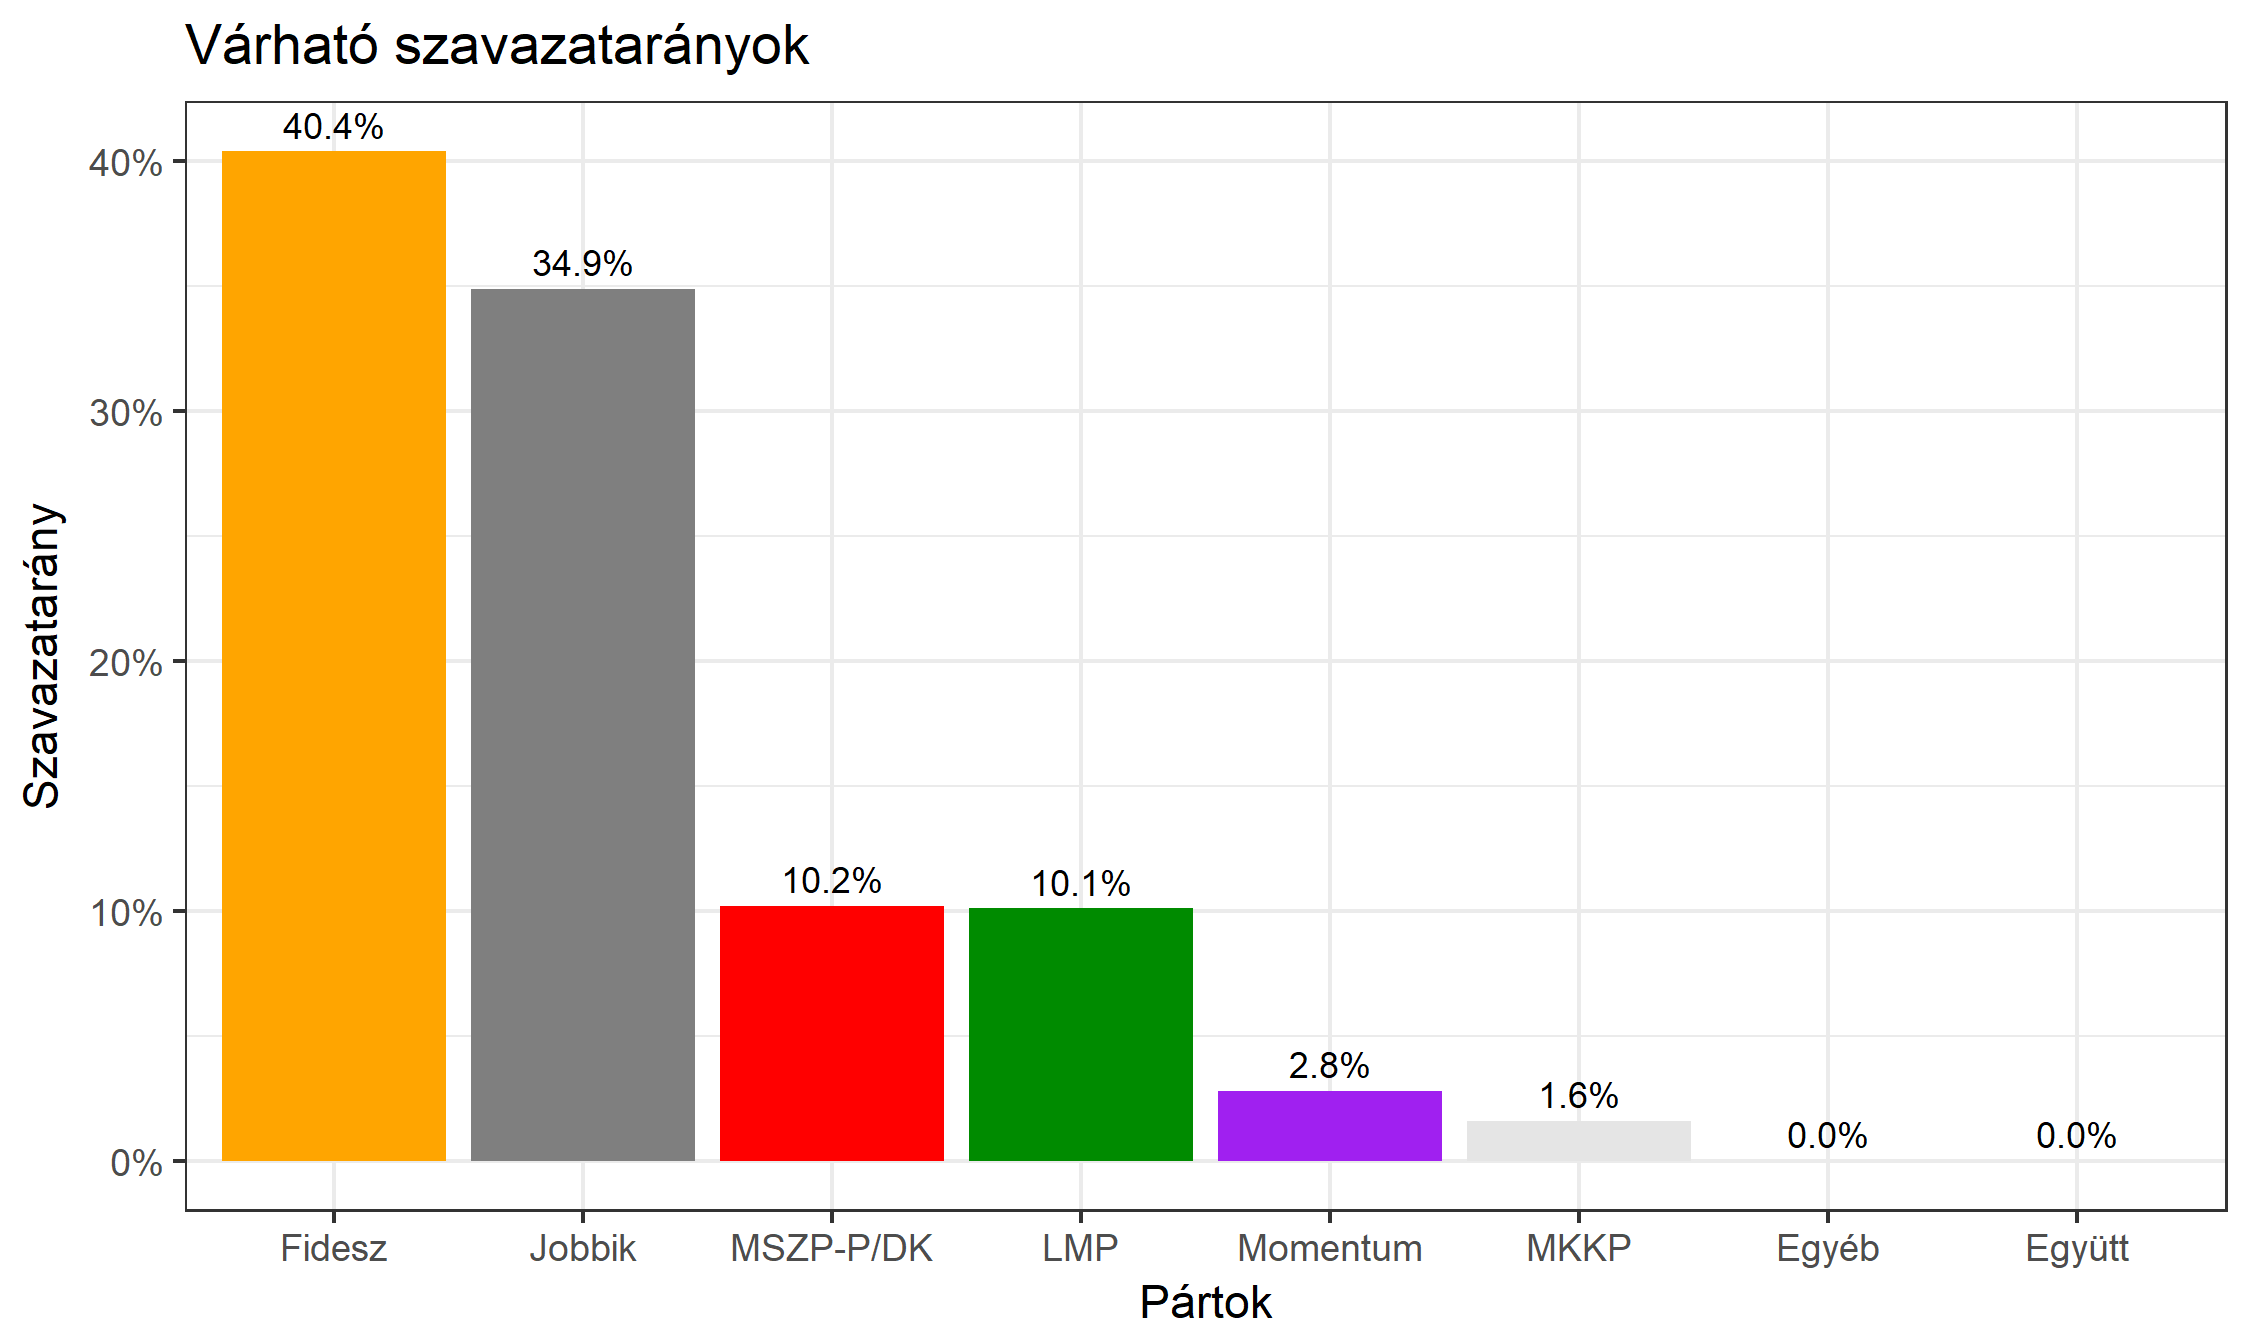 Várható szavazatarányok
40.4%
34.9%
10.2%
10.1%
2.8%
1.6%
0.0%
0.0%
40%
30%
20%
10%
0%
Szavazatarány
Fidesz
Jobbik
MSZP-P/DK
LMP
Momentum
MKKP
Egyéb
Együtt
Pártok